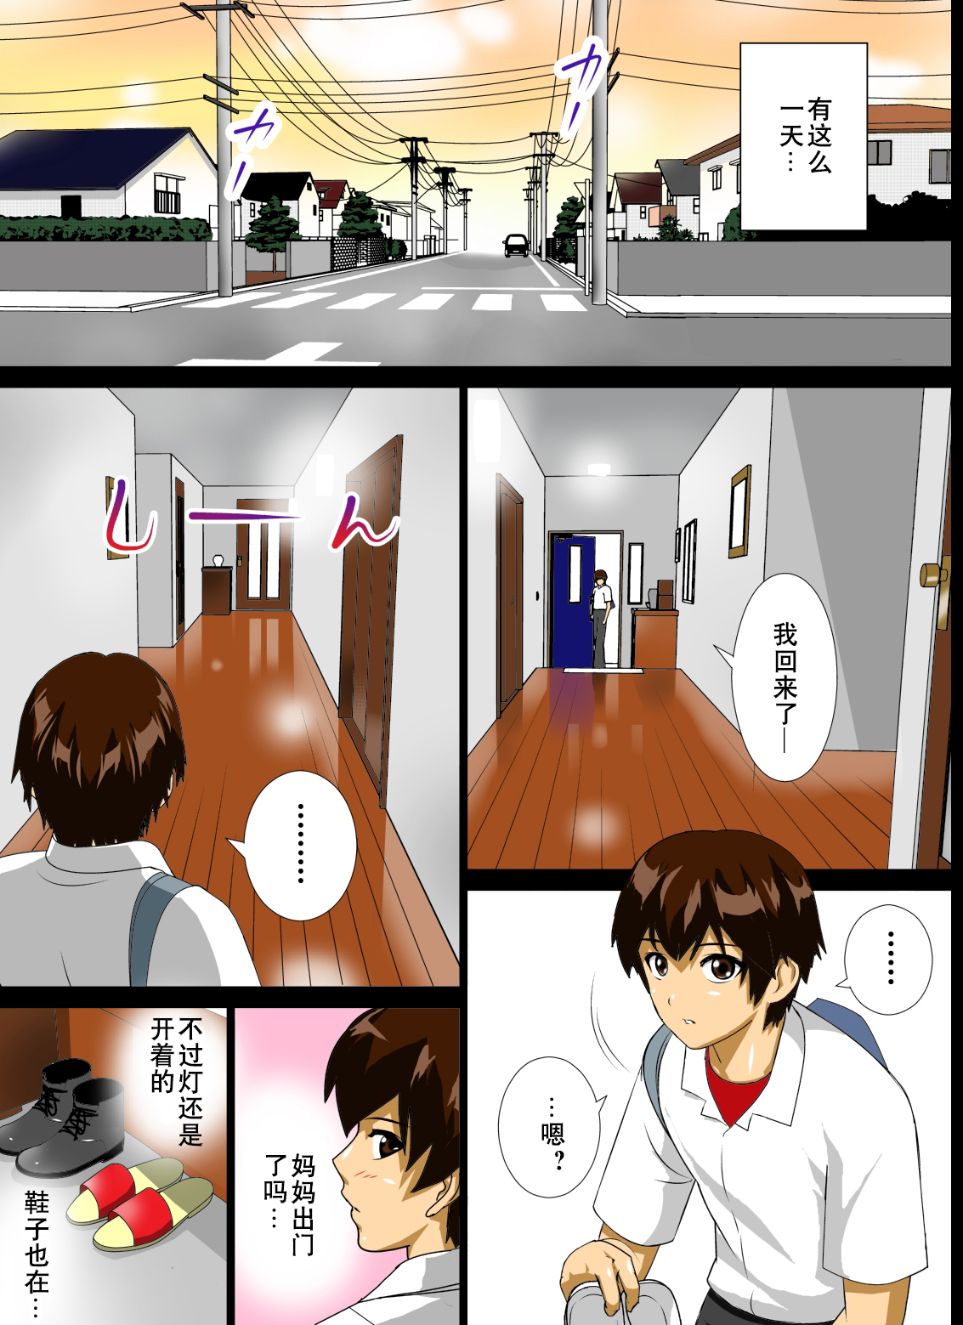 有这么
一天…
カー
カー
我回来了—
しーん
………
……
…嗯?
妈妈出门
了吗…
不过灯还是
开着的
鞋子也在…